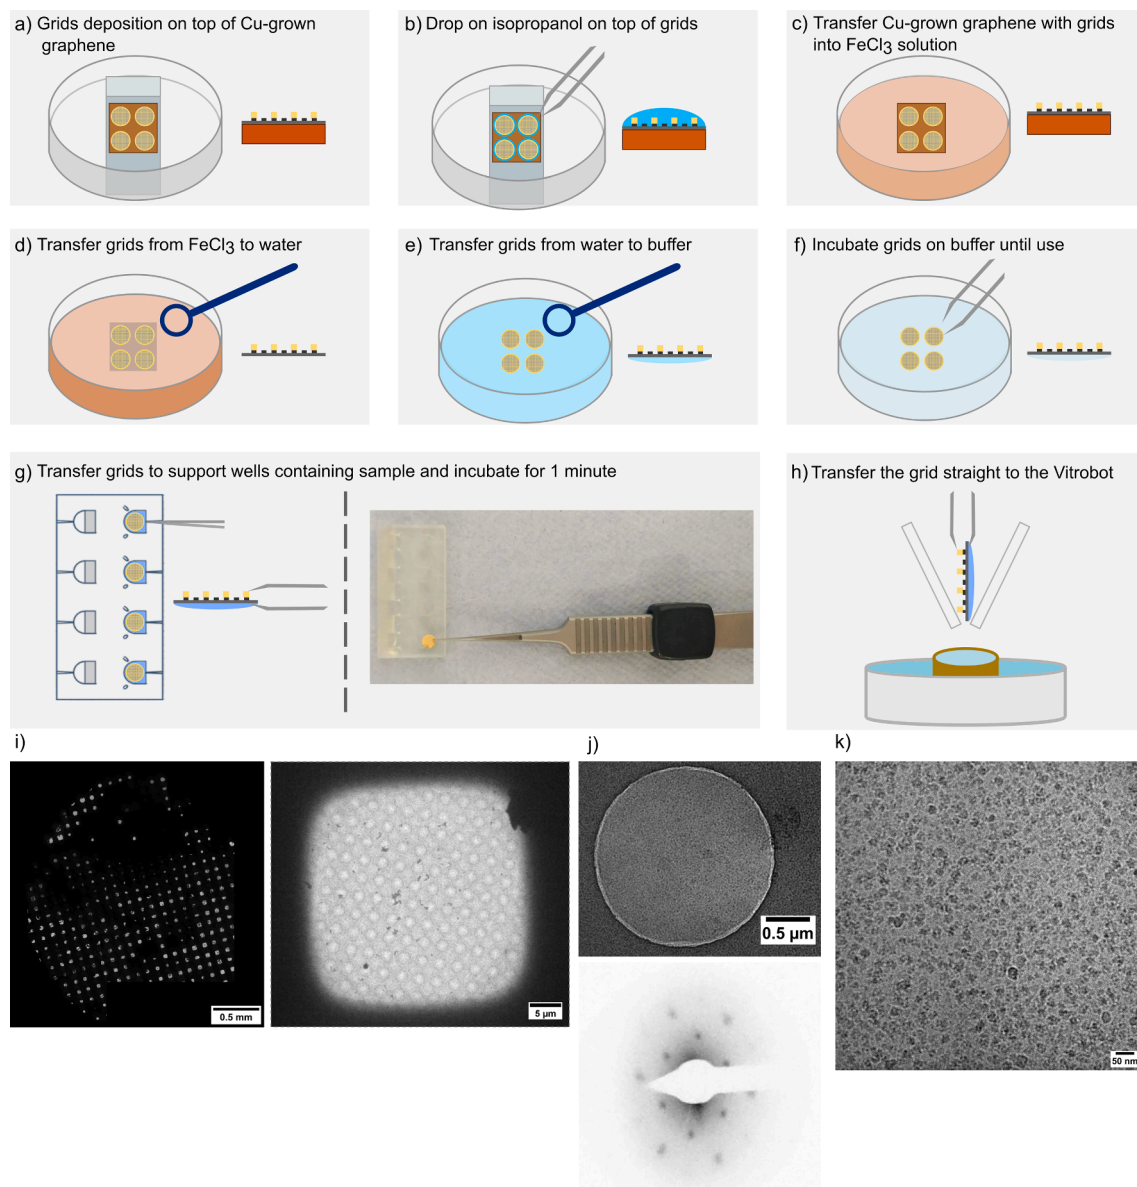 a) Grids deposition on top of Cu-grown
graphene
b) Drop on isopropanol on top of grids
c) Transfer Cu-grown graphene with grids
into FeCl3 solution
d) Transfer grids from FeCl3 to water
e) Transfer grids from water to buffer
f) Incubate grids on buffer until use
g) Transfer grids to support wells containing sample and incubate for 1 minute
h) Transfer the grid straight to the Vitrobot
i)
j)
k)
0.5 mm
5 µm
0.5 µm
50 nm